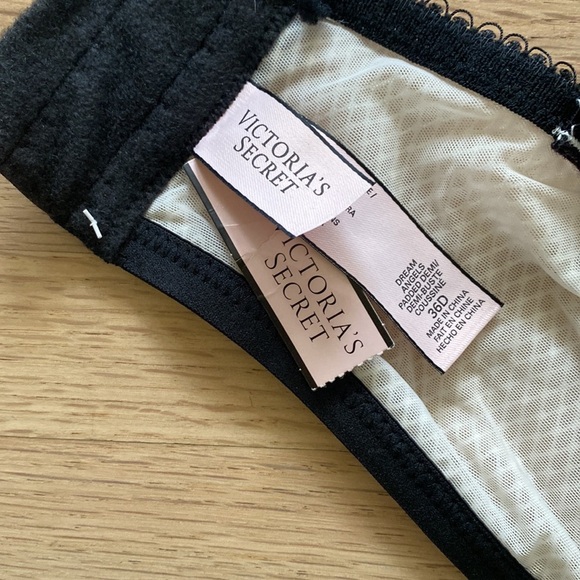 VICTORIA'S
SECRET
VICTORIA'S
SECRET
DREAM
ANGELS
PADDED DEMI/
DEMI-BUSTE
COUSSINE
36D
MADE IN CHINA
FAIT EN CHINE
HECHO EN CHINA